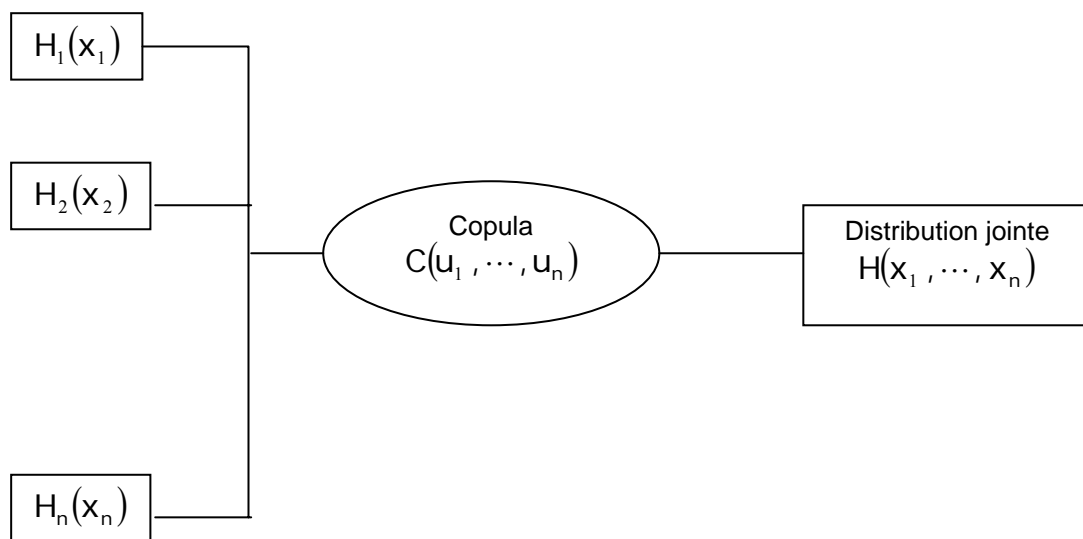 H₁(x₁)
H₂(x₂)
Copula
C(u₁ , ⋯ , uₙ)
Distribution jointe
H(x₁ , ⋯ , xₙ)
Hₙ(xₙ)